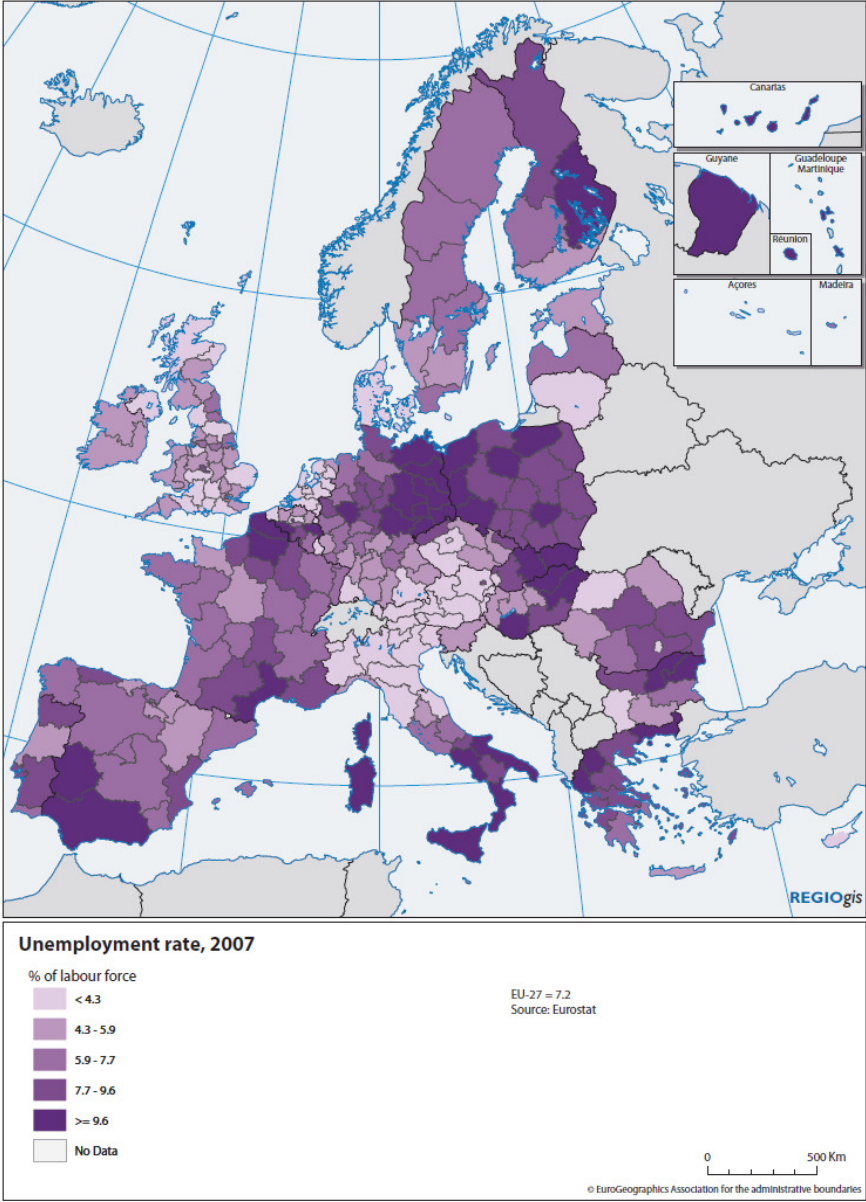 Canarias
Guyane
Guadeloupe
Martinique
Réunion
Açores
Madeira
REGIOgis
Unemployment rate, 2007
% of labour force
< 4.3
4.3 - 5.9
5.9 - 7.7
7.7 - 9.6
>= 9.6
No Data
EU-27 = 7.2
Source: Eurostat
0 500 Km
© EuroGeographics Association for the administrative boundaries